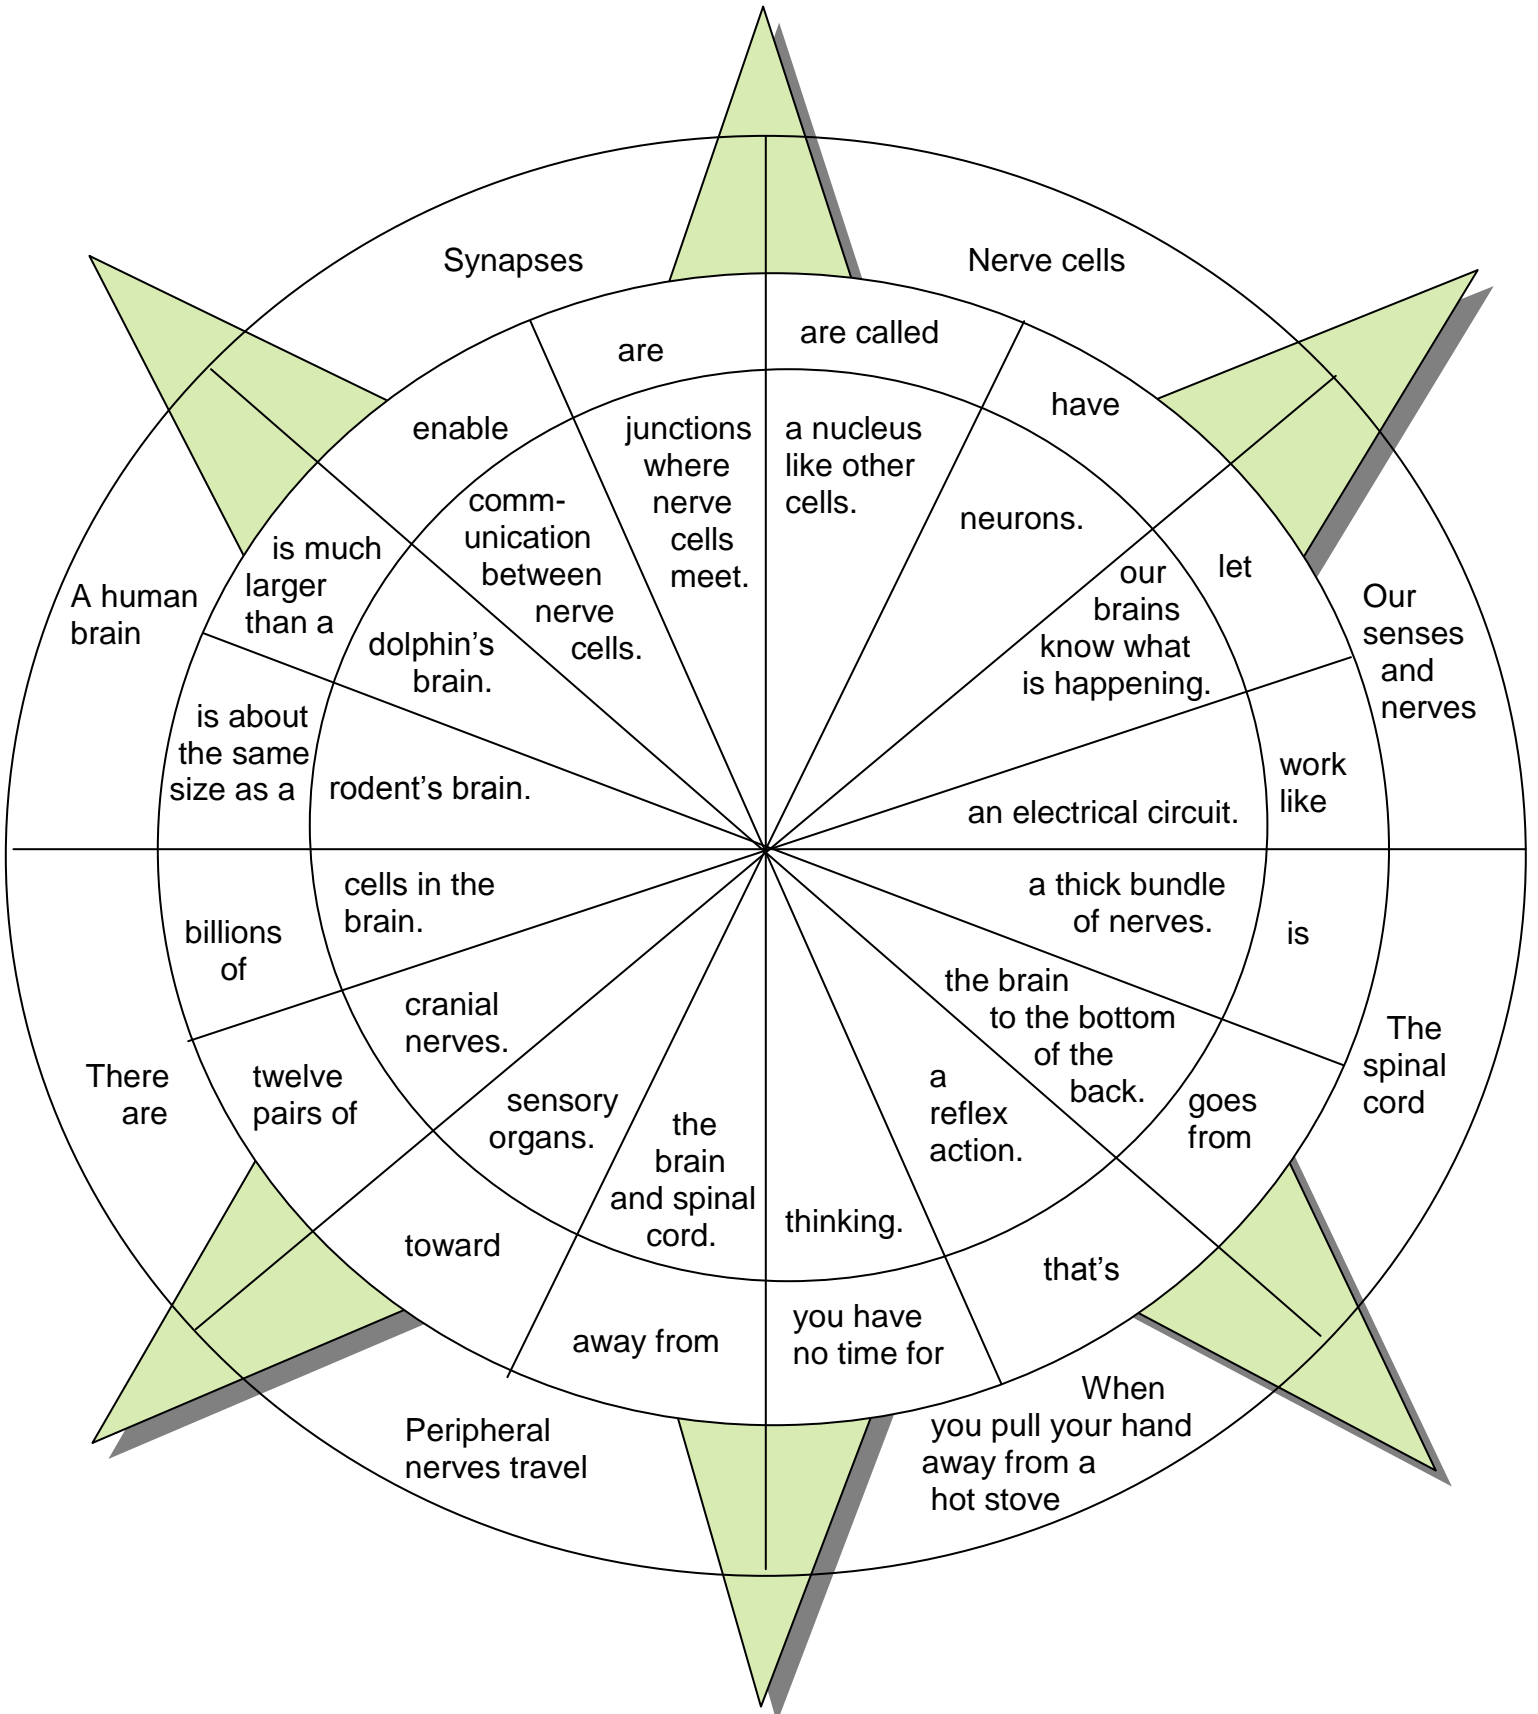 Synapses
Nerve cells
are
are called
enable
have
junctions
where
nerve
cells
meet.
a nucleus
like other
cells.
comm-
unication
between
nerve
cells.
neurons.
is much
larger
than a
let
our
brains
know what
is happening.
A human
brain
Our
senses
and
nerves
dolphin's
brain.
is about
the same
size as a
rodent's brain.
work
like
an electrical circuit.
cells in the
brain.
a thick bundle
of nerves.
billions
of
is
cranial
nerves.
the brain
to the bottom
of the
back.
There
are
twelve
pairs of
The
spinal
cord
goes
from
sensory
organs.
the
brain
and spinal
cord.
a
reflex
action.
thinking.
toward
that's
away from
you have
no time for
Peripheral
nerves travel
When
you pull your hand
away from a
hot stove